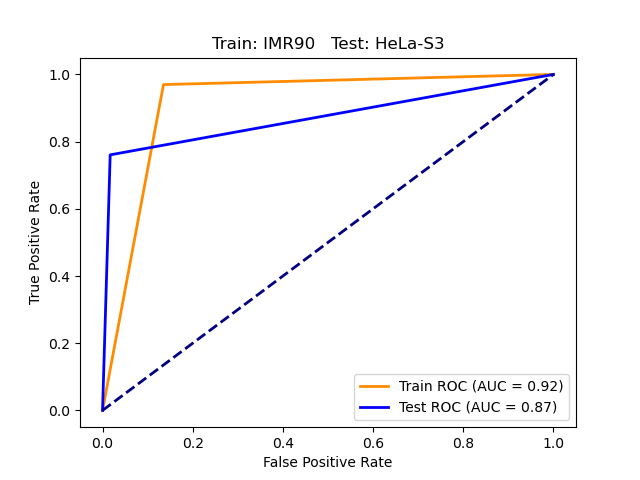 Train: IMR90   Test: HeLa-S3
True Positive Rate
1.0
0.8
0.6
0.4
0.2
0.0
0.0 0.2 0.4 0.6 0.8 1.0
False Positive Rate
Train ROC (AUC = 0.92)
Test ROC (AUC = 0.87)